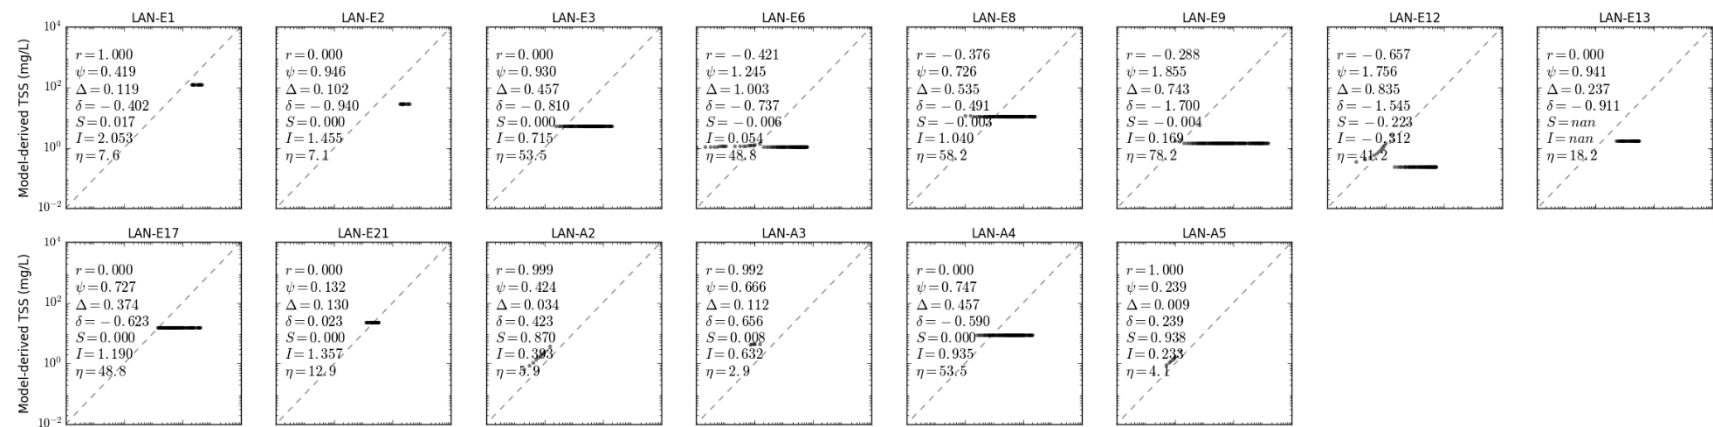 LAN-E1
LAN-E2
LAN-E3
LAN-E6
LAN-E8
LAN-E9
LAN-E12
LAN-E13
Model-derived TSS (mg/L)
10^4
10^2
10^0
10^-2
r = 1.000
ψ = 0.419
Δ = 0.119
δ = − 0.402
S = 0.017
I = 2.053
η = 7.6
r = 0.000
ψ = 0.946
Δ = 0.102
δ = − 0.940
S = 0.000
I = 1.455
η = 7.1
r = 0.000
ψ = 0.930
Δ = 0.457
δ = − 0.810
S = 0.000
I = 0.715
η = 53.5
r = − 0.421
ψ = 1.245
Δ = 1.003
δ = − 0.737
S = − 0.006
I = 0.054
η = 48.8
r = − 0.376
ψ = 0.726
Δ = 0.535
δ = − 0.491
S = − 0.003
I = 1.040
η = 58.2
r = − 0.288
ψ = 1.855
Δ = 0.743
δ = − 1.700
S = − 0.004
I = 0.169
η = 78.2
r = − 0.657
ψ = 1.756
Δ = 0.835
δ = − 1.545
S = − 0.223
I = − 0.312
η = 41.2
r = 0.000
ψ = 0.941
Δ = 0.237
δ = − 0.911
S = nan
I = nan
η = 18.2
LAN-E17
LAN-E21
LAN-A2
LAN-A3
LAN-A4
LAN-A5
Model-derived TSS (mg/L)
10^4
10^2
10^0
10^-2
r = 0.000
ψ = 0.727
Δ = 0.374
δ = − 0.623
S = 0.000
I = 1.190
η = 48.8
r = 0.000
ψ = 0.132
Δ = 0.130
δ = 0.023
S = 0.000
I = 1.357
η = 12.9
r = 0.999
ψ = 0.424
Δ = 0.034
δ = 0.423
S = 0.870
I = 0.393
η = 5.9
r = 0.992
ψ = 0.666
Δ = 0.112
δ = 0.656
S = 0.008
I = 0.632
η = 2.9
r = 0.000
ψ = 0.747
Δ = 0.457
δ = − 0.590
S = 0.000
I = 0.935
η = 53.5
r = 1.000
ψ = 0.239
Δ = 0.009
δ = 0.239
S = 0.938
I = 0.233
η = 4.1